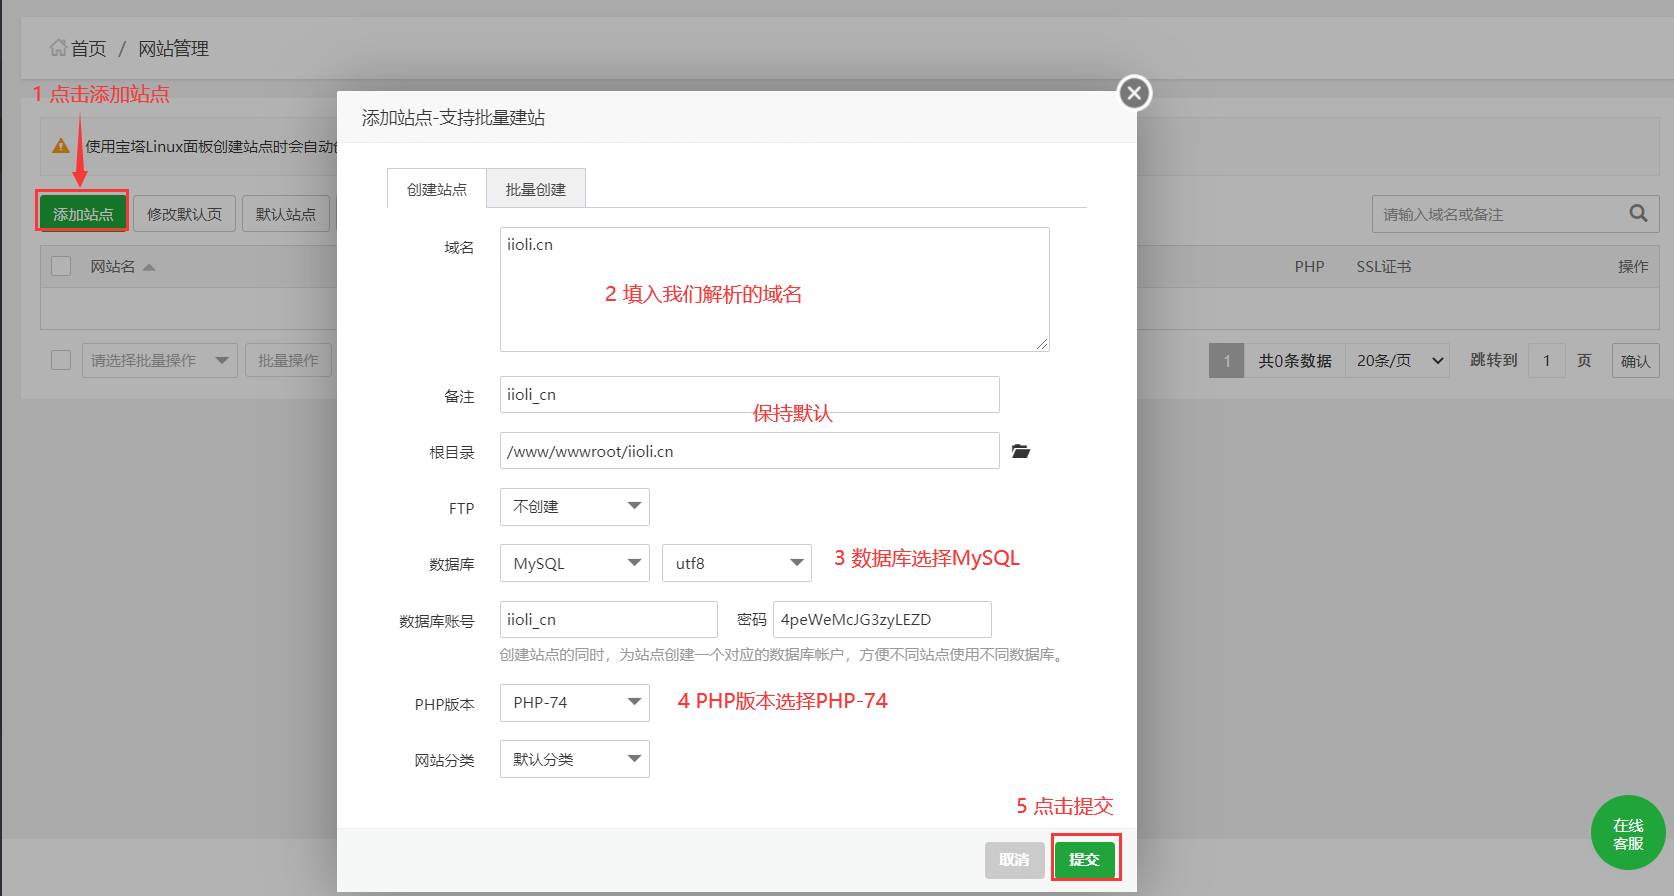 首页 / 网站管理
1 点击添加站点
使用宝塔Linux面板创建站点时会自动
添加站点 修改默认页 默认站点
请输入域名或备注
网站名 PHP SSL证书 操作
请选择批量操作 批量操作
1 共0条数据 20条/页 跳转到 1 页 确认
添加站点-支持批量建站
创建站点 批量创建
域名 iioli.cn
2 填入我们解析的域名
备注 iioli_cn
保持默认
根目录 /www/wwwroot/iioli.cn
FTP 不创建
数据库 MySQL utf8 3 数据库选择MySQL
数据库账号 iioli_cn 密码 4peWeMcJG3zyLEZD
创建站点的同时，为站点创建一个对应的数据库帐户，方便不同站点使用不同数据库。
PHP版本 PHP-74 4 PHP版本选择PHP-74
网站分类 默认分类
5 点击提交
取消 提交
在线
客服